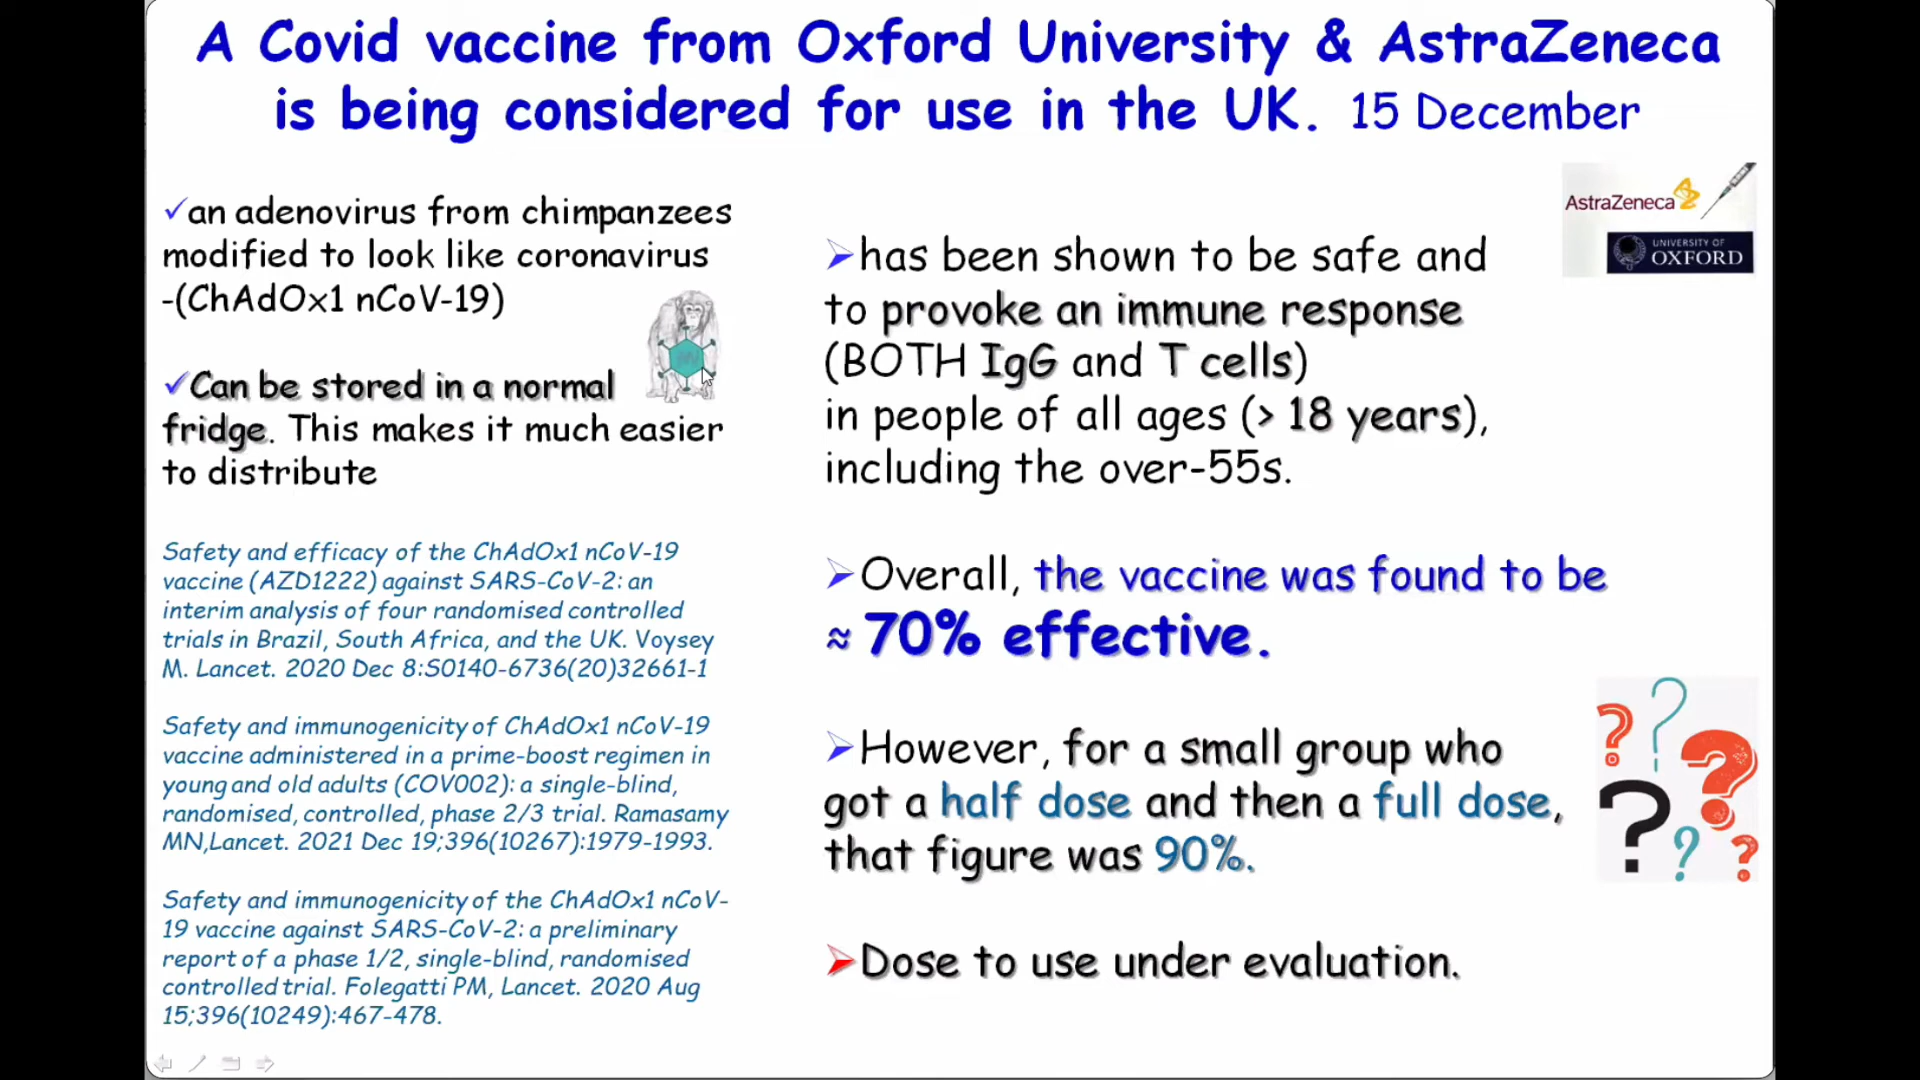 A Covid vaccine from Oxford University & AstraZeneca
is being considered for use in the UK. 15 December
✓an adenovirus from chimpanzees
modified to look like coronavirus
-(ChAdOx1 nCoV-19)
✓Can be stored in a normal
fridge. This makes it much easier
to distribute
Safety and efficacy of the ChAdOx1 nCoV-19
vaccine (AZD1222) against SARS-CoV-2: an
interim analysis of four randomised controlled
trials in Brazil, South Africa, and the UK. Voysey
M. Lancet. 2020 Dec 8:S0140-6736(20)32661-1
Safety and immunogenicity of ChAdOx1 nCoV-19
vaccine administered in a prime-boost regimen in
young and old adults (COV002): a single-blind,
randomised, controlled, phase 2/3 trial. Ramasamy
MN,Lancet. 2021 Dec 19;396(10267):1979-1993.
Safety and immunogenicity of the ChAdOx1 nCoV-
19 vaccine against SARS-CoV-2: a preliminary
report of a phase 1/2, single-blind, randomised
controlled trial. Folegatti PM, Lancet. 2020 Aug
15;396(10249):467-478.
AstraZeneca
UNIVERSITY OF
OXFORD
➢has been shown to be safe and
to provoke an immune response
(BOTH IgG and T cells)
in people of all ages (> 18 years),
including the over-55s.
➢Overall, the vaccine was found to be
≈ 70% effective.
➢However, for a small group who
got a half dose and then a full dose,
that figure was 90%.
➢Dose to use under evaluation.
? ? ? ? ? ?